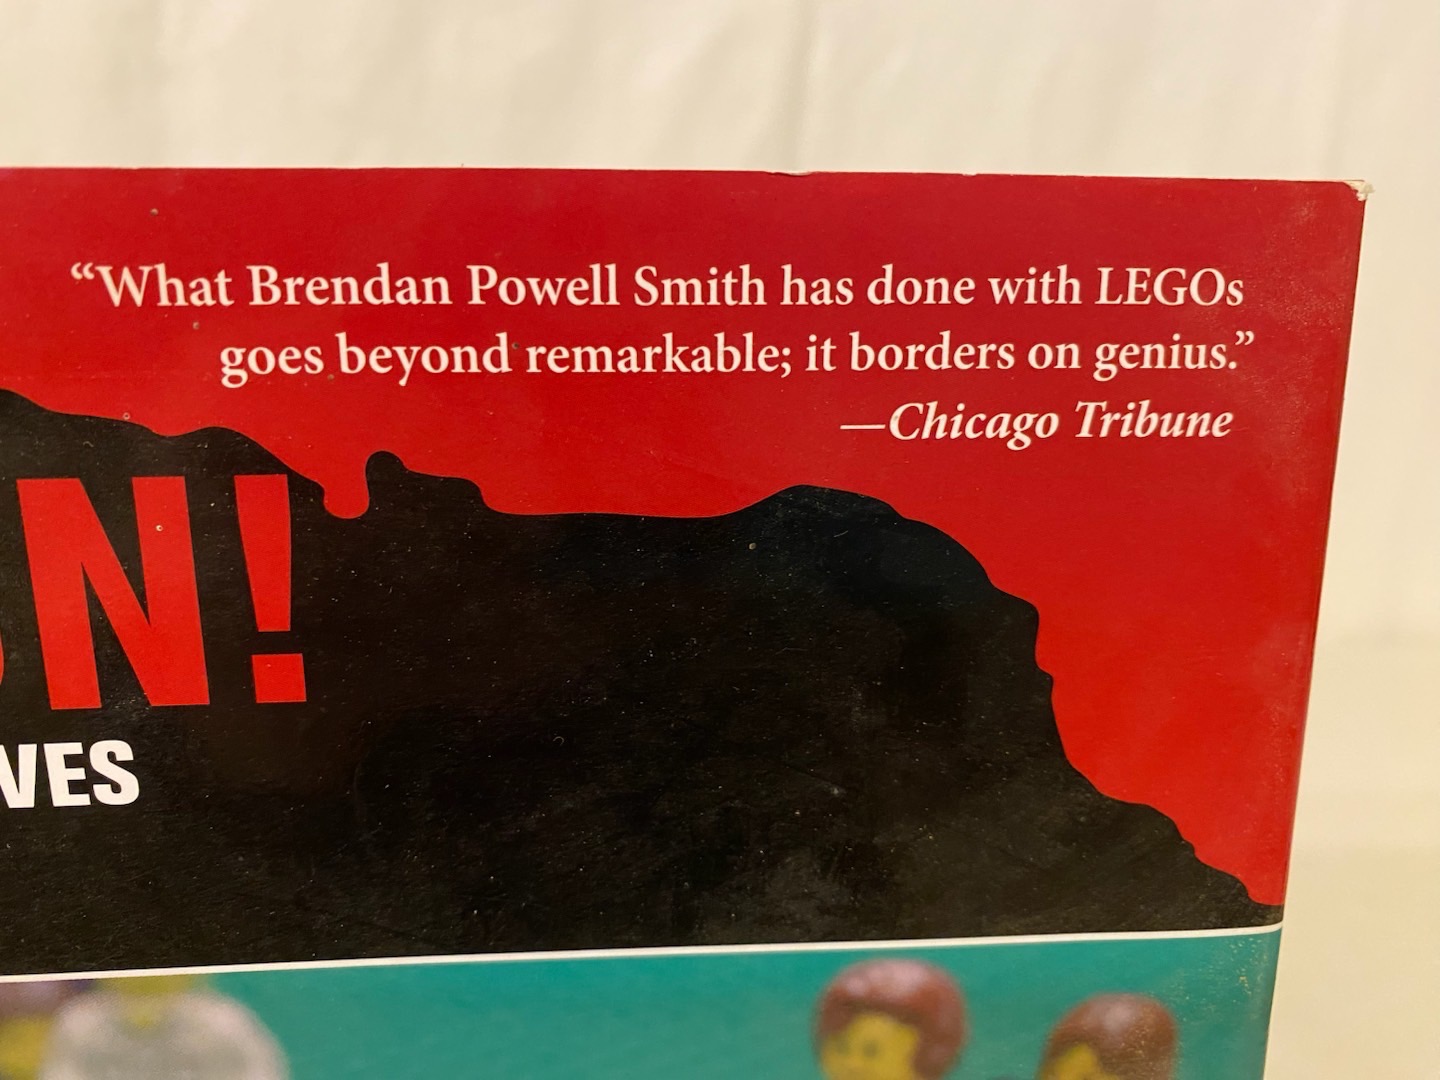 “What Brendan Powell Smith has done with LEGOs
goes beyond remarkable; it borders on genius.”
—Chicago Tribune
N!
VES